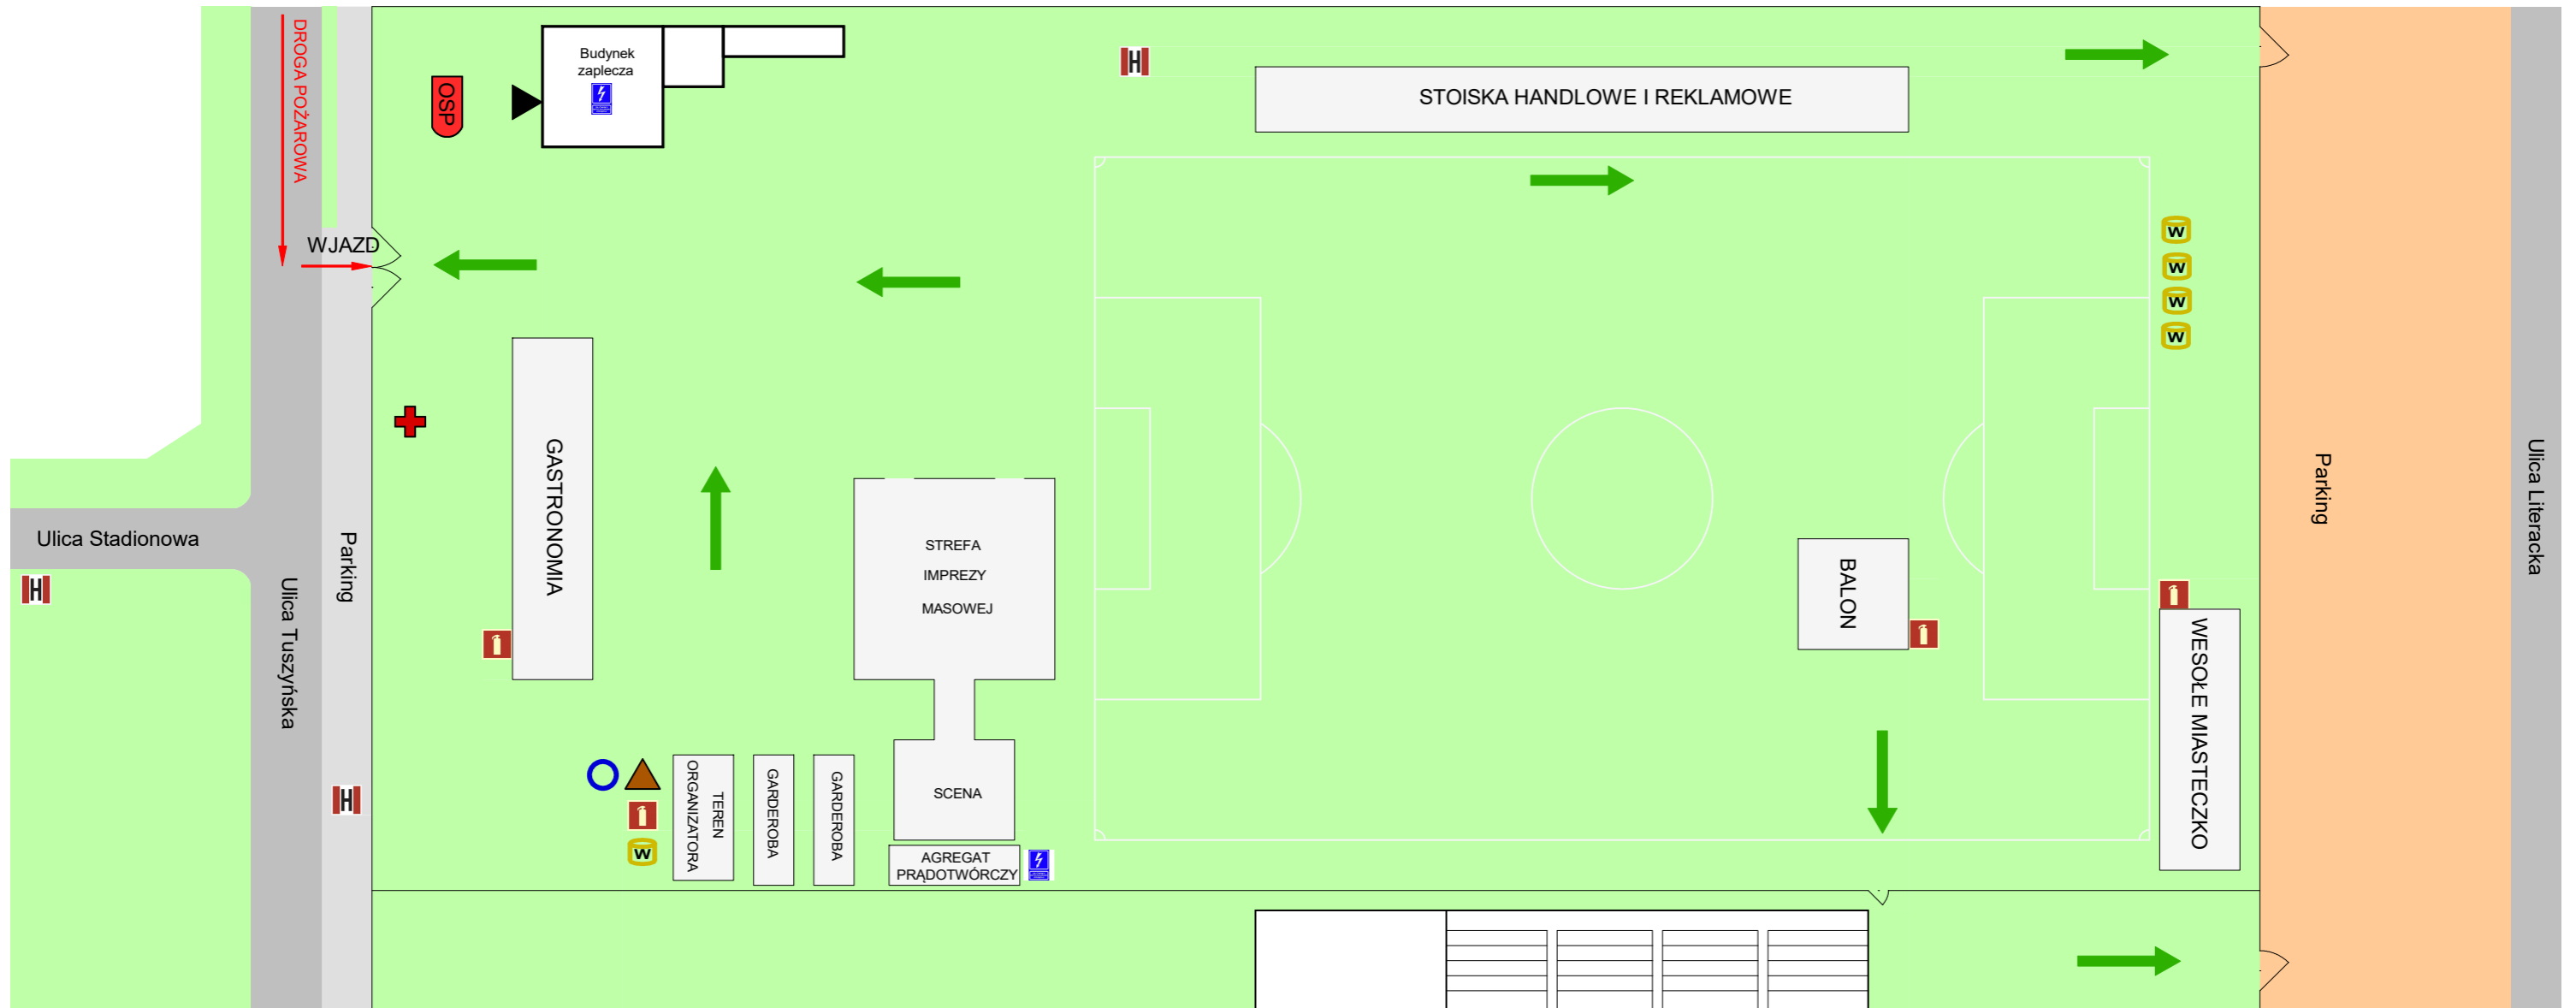 DROGA POŻAROWA
WJAZD
OSP
Budynek
zaplecza
H
STOISKA HANDLOWE I REKLAMOWE
W
W
W
W
GASTRONOMIA
STREFA
IMPREZY
MASOWEJ
BALON
WESOŁE MIASTECZKO
Parking
Ulica Literacka
Ulica Stadionowa
H
Ulica Tuszyńska
Parking
H
W
TEREN
ORGANIZATORA
GARDEROBA
GARDEROBA
SCENA
AGREGAT
PRĄDOTWÓRCZY